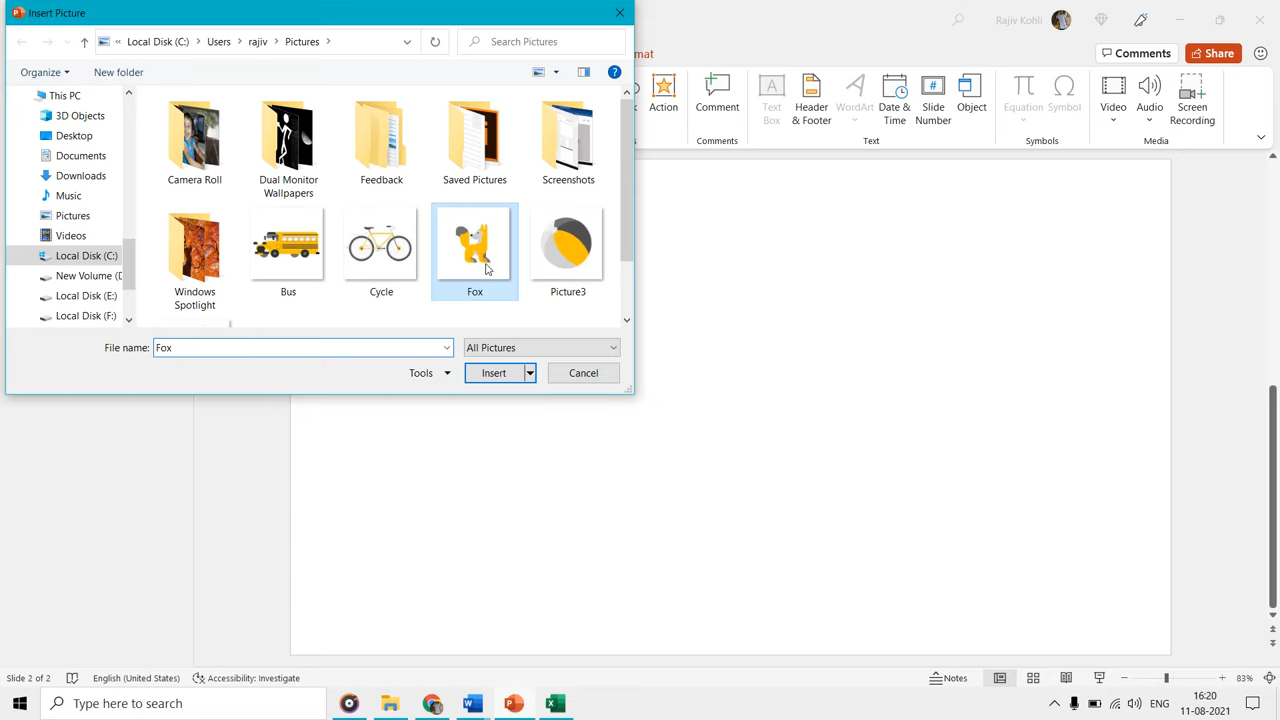 Insert Picture
Rajiv Kohli
« Local Disk (C:) > Users > rajiv > Pictures >
Search Pictures
mat
Comments
Share
Organize
New folder
This PC
3D Objects
Desktop
Documents
Downloads
Music
Pictures
Videos
Local Disk (C:)
New Volume (D
Local Disk (E:)
Local Disk (F:)
Camera Roll
Dual Monitor
Wallpapers
Feedback
Saved Pictures
Screenshots
Windows
Spotlight
Bus
Cycle
Fox
Picture3
File name: Fox
All Pictures
Tools
Insert
Cancel
Action
Comment
Text
Box
Header
& Footer
WordArt
Date &
Time
Slide
Number
Object
Equation
Symbol
Video
Audio
Screen
Recording
s
Comments
Text
Symbols
Media
Slide 2 of 2
English (United States)
Accessibility: Investigate
Notes
83%
Type here to search
ENG
16:20
11-08-2021